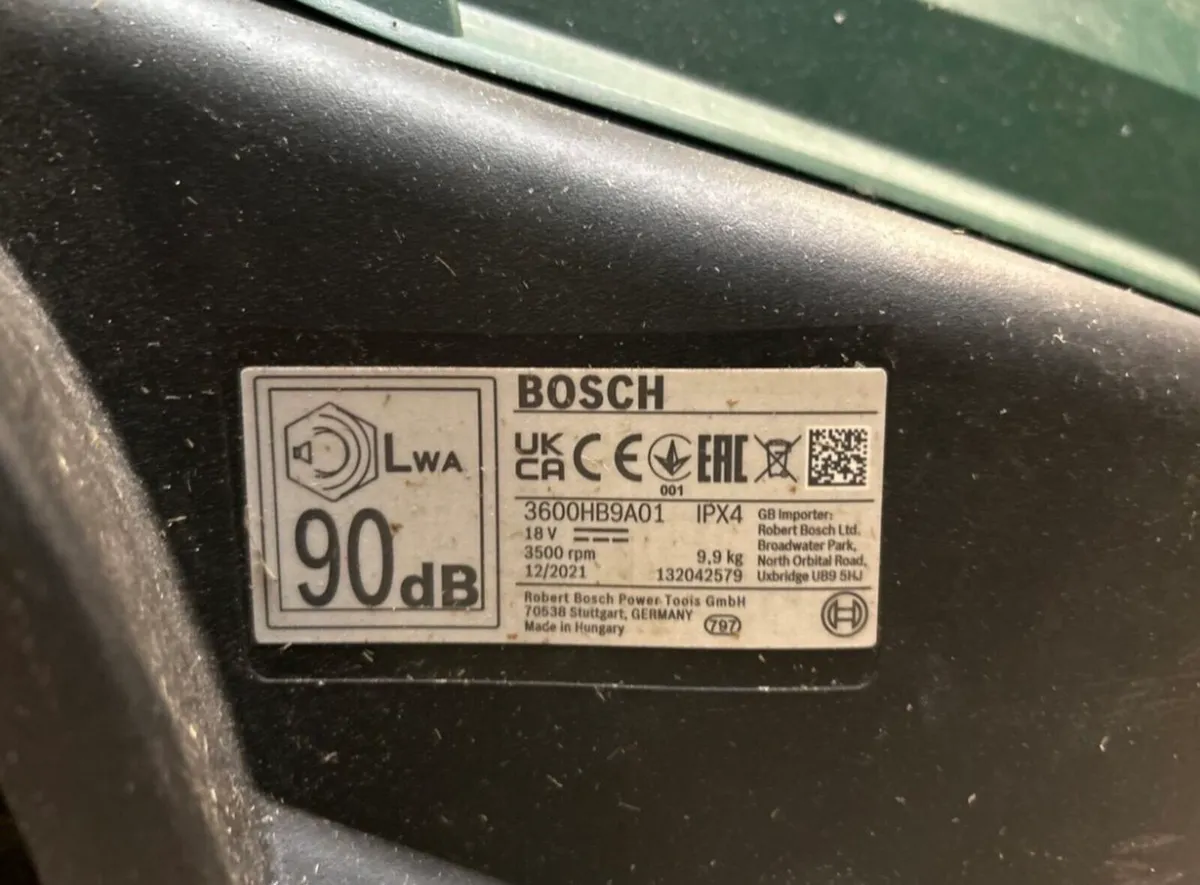 LWA
90dB
BOSCH
UK
CA CE EAC
001
3600HB9A01 IPX4
18 V
3500 rpm 9,9 kg
12/2021 132042579
GB Importer:
Robert Bosch Ltd.
Broadwater Park,
North Orbital Road,
Uxbridge UB9 5HJ
Robert Bosch Power Tools GmbH
70538 Stuttgart, GERMANY
Made in Hungary 797